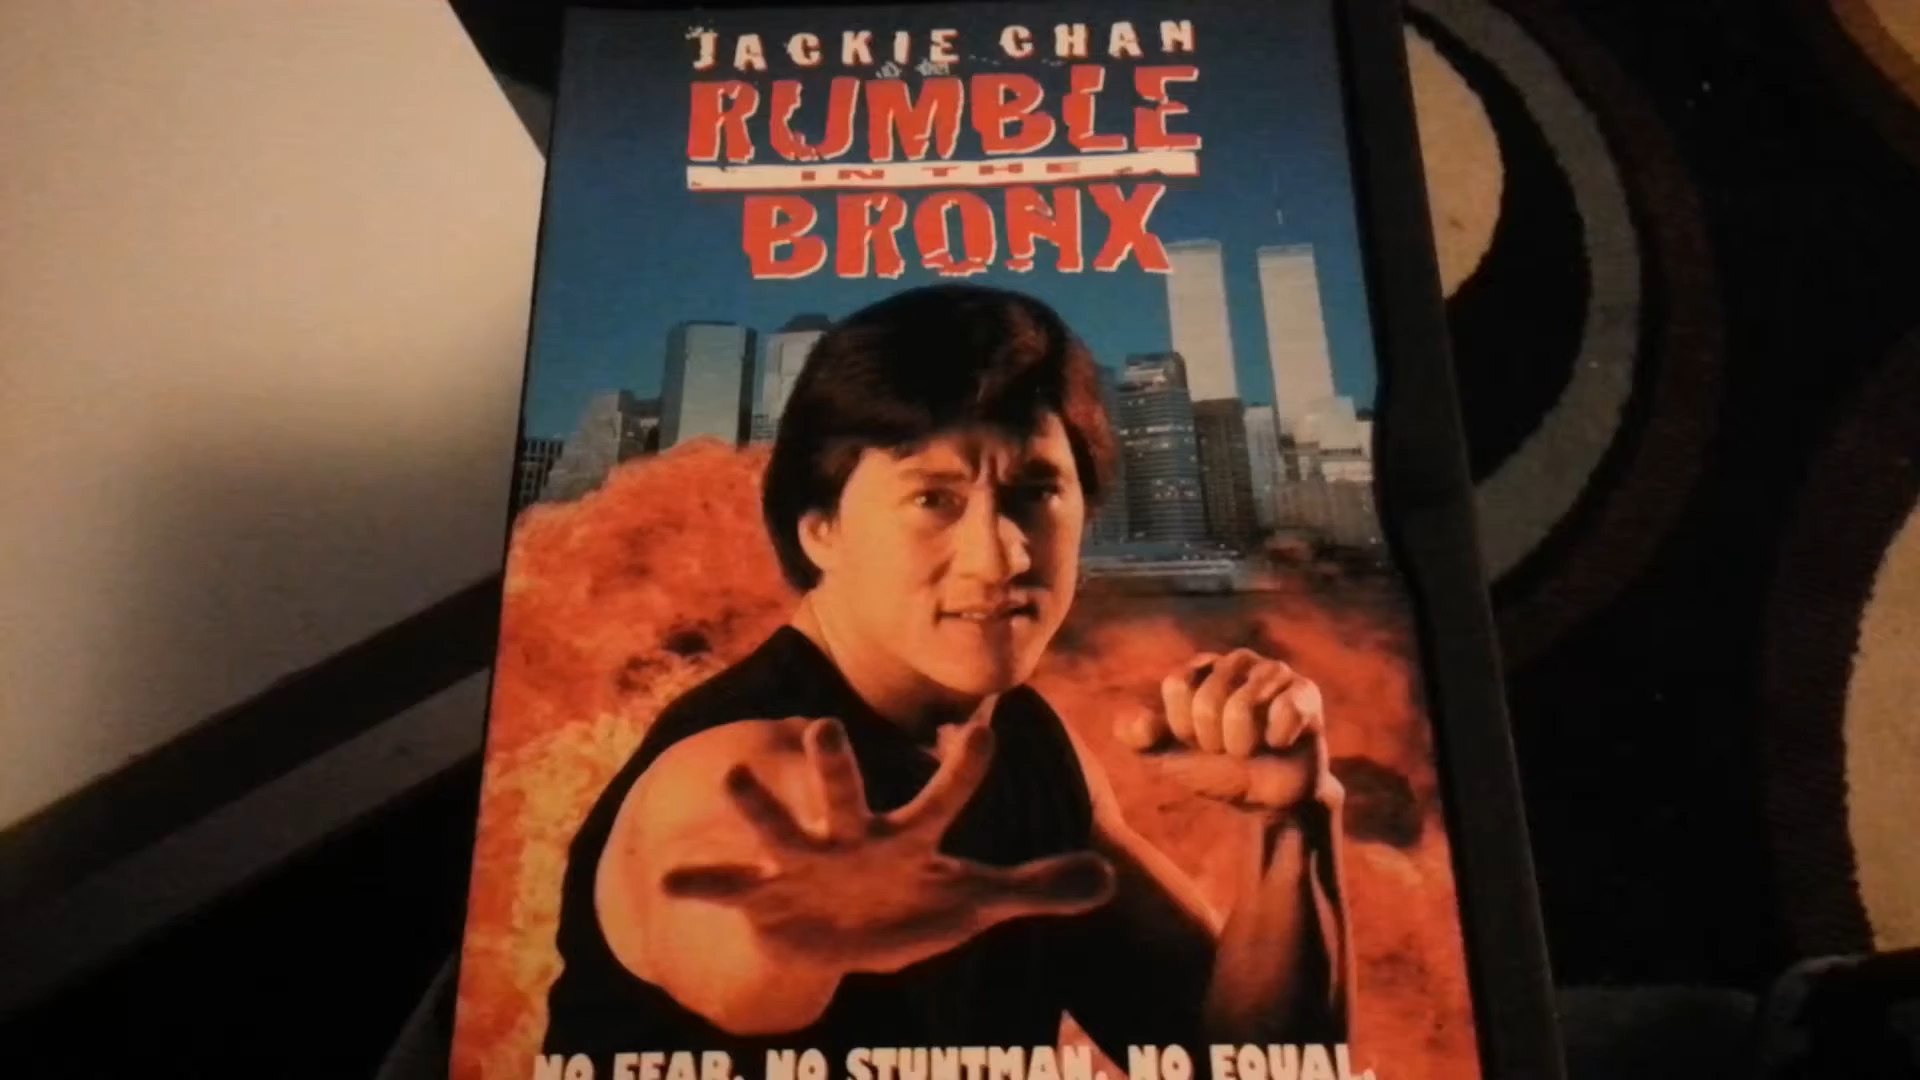 JACKIE CHAN
RUMBLE
IN THE
BRONX
NO FEAR. NO STUNTMAN. NO EQUAL.